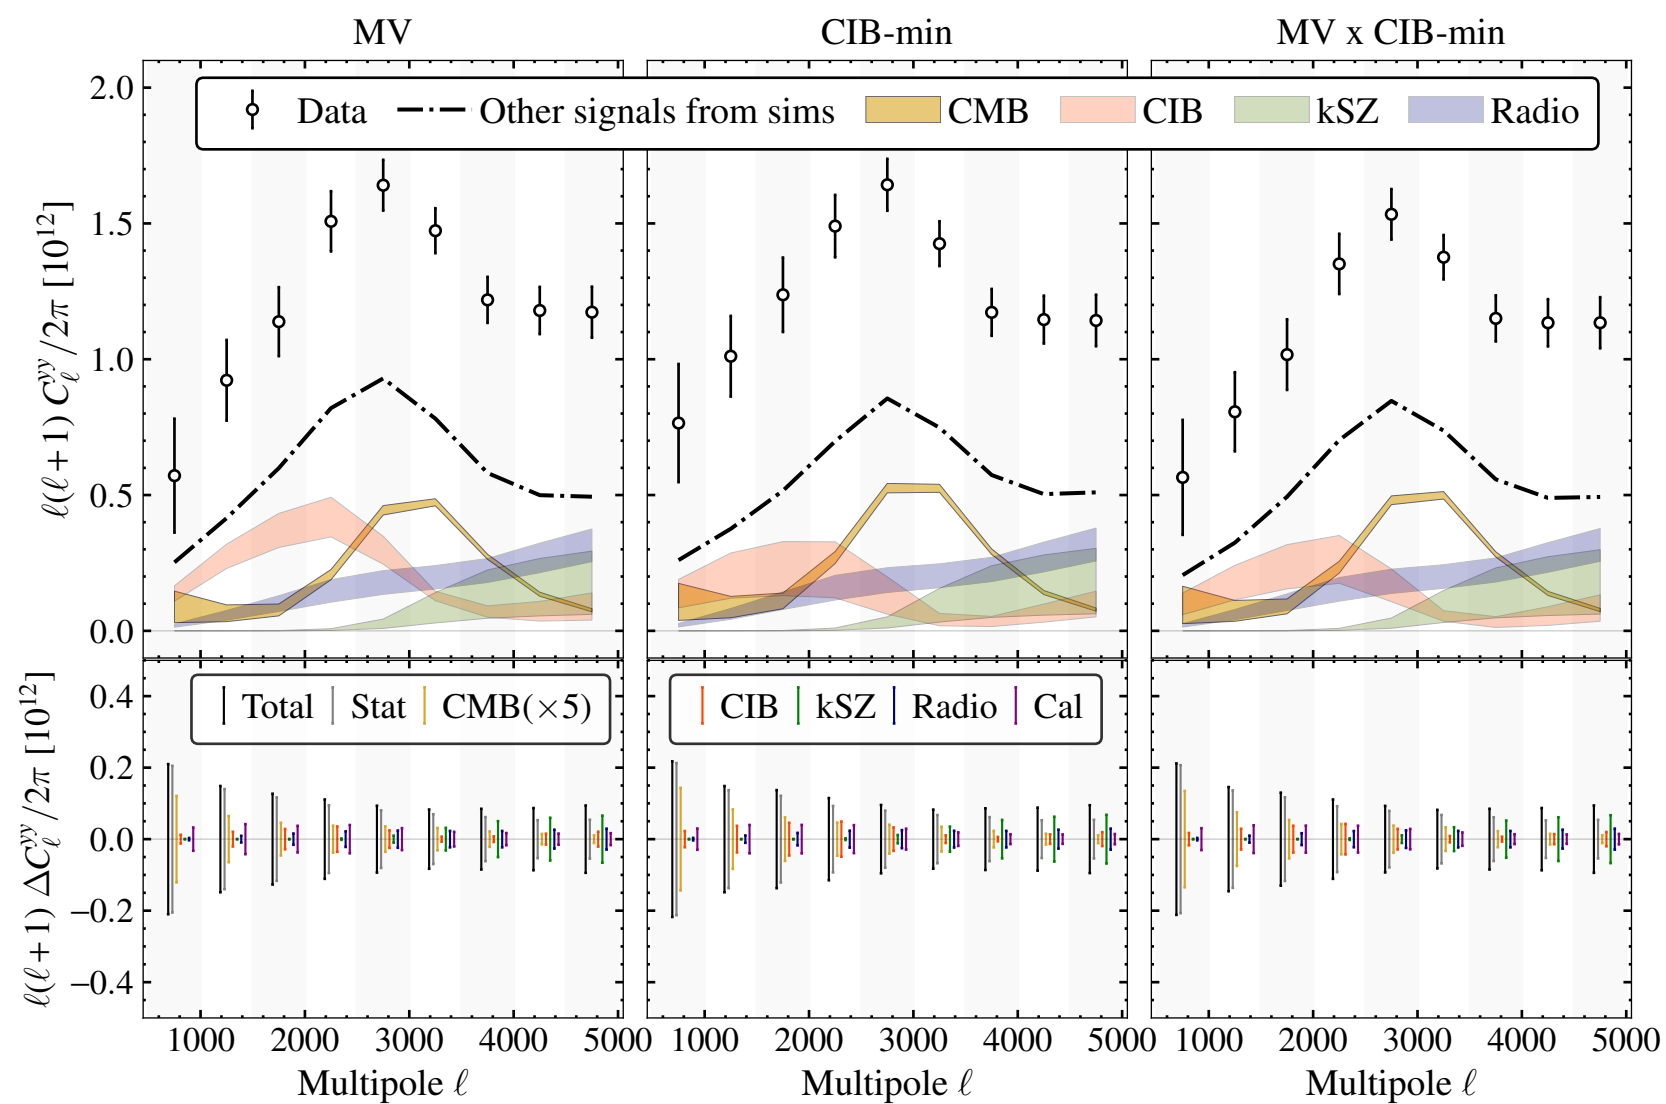 MV CIB-min MV x CIB-min
Data Other signals from sims CMB CIB kSZ Radio
ℓ(ℓ+1) C_ℓ^{yy}/2π [10^{12}]
2.0
1.5
1.0
0.5
0.0
Total Stat CMB(×5)
CIB kSZ Radio Cal
ℓ(ℓ+1) ΔC_ℓ^{yy}/2π [10^{12}]
0.4
0.2
0.0
−0.2
−0.4
1000 2000 3000 4000 5000 1000 2000 3000 4000 5000 1000 2000 3000 4000 5000
Multipole ℓ Multipole ℓ Multipole ℓ